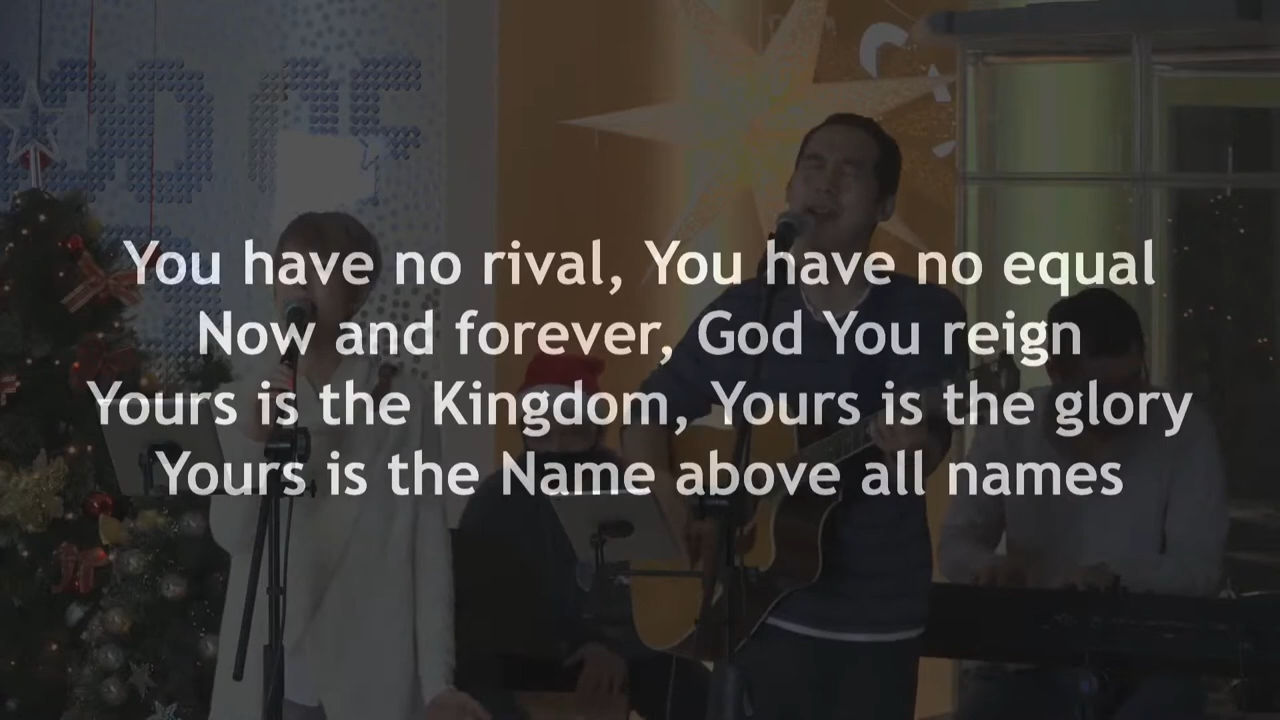 You have no rival, You have no equal
Now and forever, God You reign
Yours is the Kingdom, Yours is the glory
Yours is the Name above all names